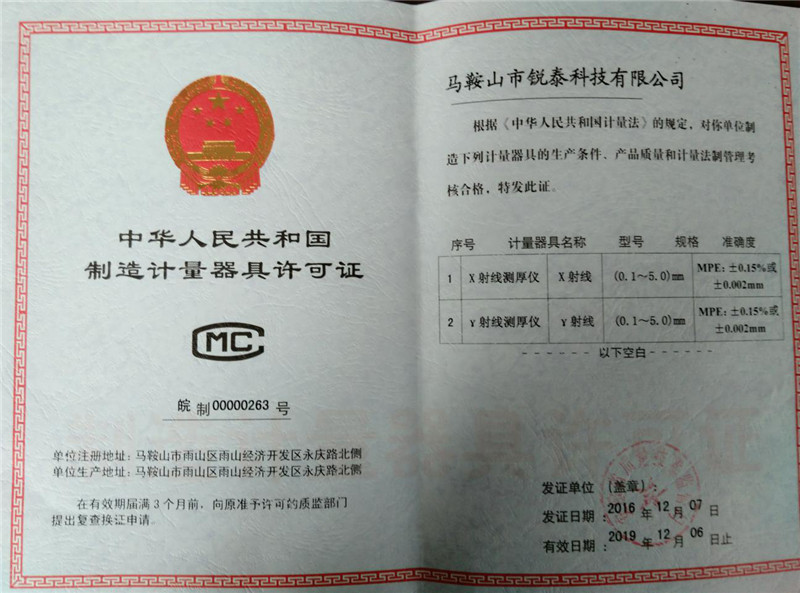 中华人民共和国
制造计量器具许可证
CMC
皖 制00000263 号
单位注册地址：马鞍山市雨山区雨山经济开发区永庆路北侧
单位生产地址：马鞍山市雨山区雨山经济开发区永庆路北侧
在有效期届满3个月前，向原准予许可的质监部门
提出复查换证申请。
马鞍山市锐泰科技有限公司
根据《中华人民共和国计量法》的规定，对你单位制
造下列计量器具的生产条件、产品质量和计量法制管理考
核合格，特发此证。
序号 计量器具名称 型号 规格 准确度
1 X射线测厚仪 X射线 (0.1～5.0)mm MPE：±0.15%或
±0.002mm
2 γ射线测厚仪 γ射线 (0.1～5.0)mm MPE：±0.15%或
±0.002mm
------以下空白------
发证单位（盖章）：
发证日期：2016 年 12 月 07 日
有效日期：2019 年 12 月 06 日止